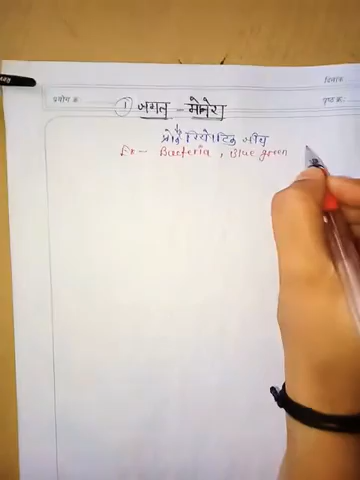 दिनांक
प्रयोग क्र.
पृष्ठ क्र.
① जगत - मोनेरा
प्रोकैरियोटिक जीव
Ex - Bacteria , Blue green